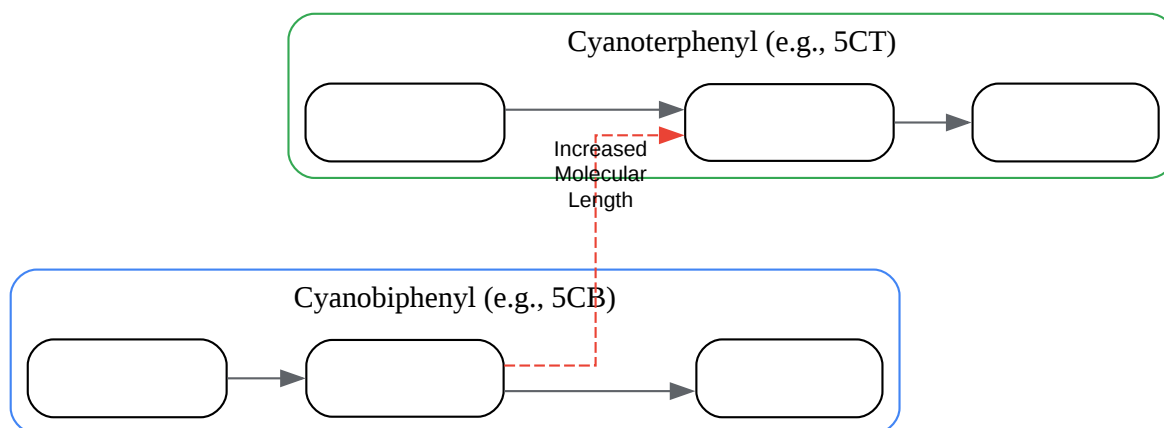 Cyanoterphenyl (e.g., 5CT)
Increased
Molecular
Length
Cyanobiphenyl (e.g., 5CB)